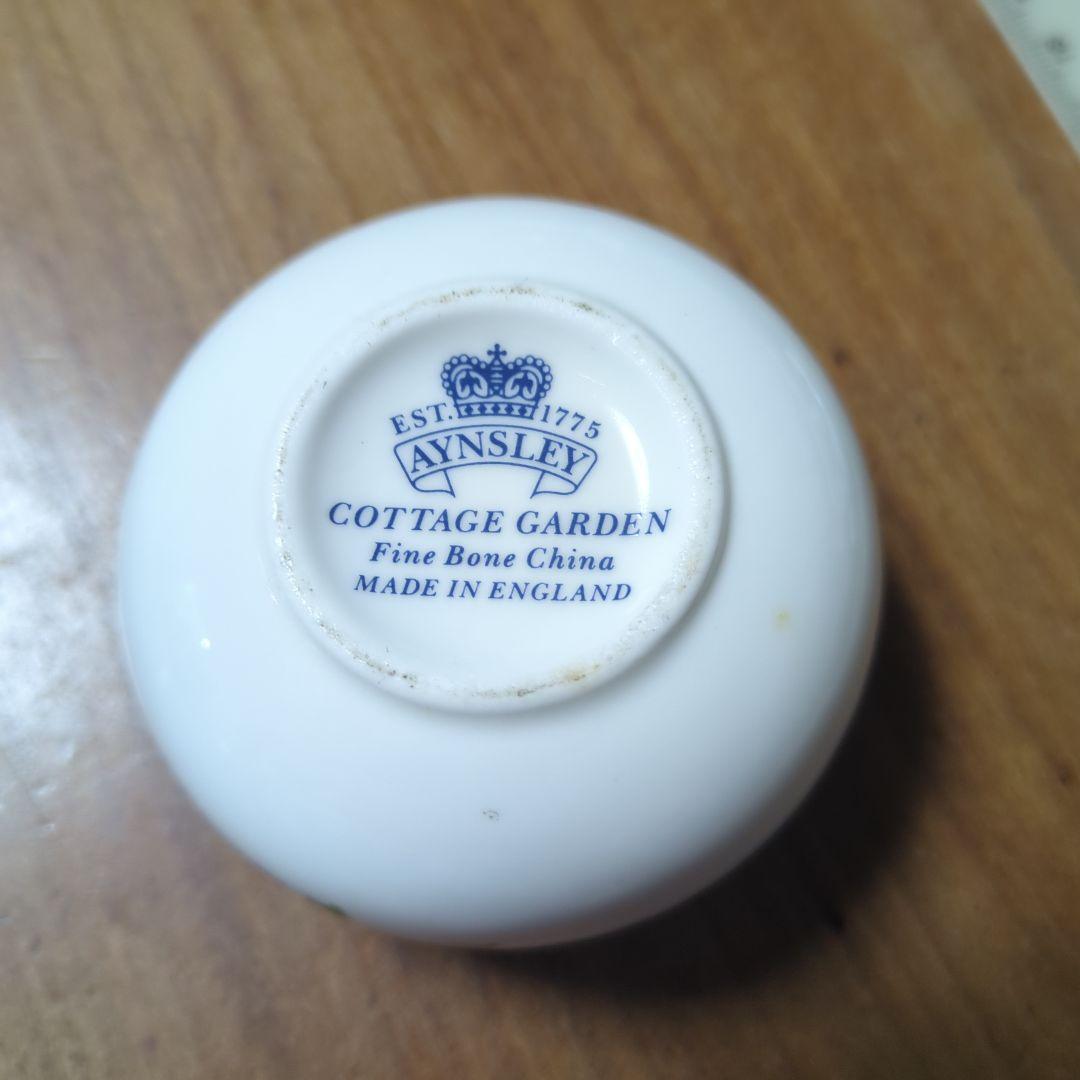 EST. 1775
AYNSLEY
COTTAGE GARDEN
Fine Bone China
MADE IN ENGLAND